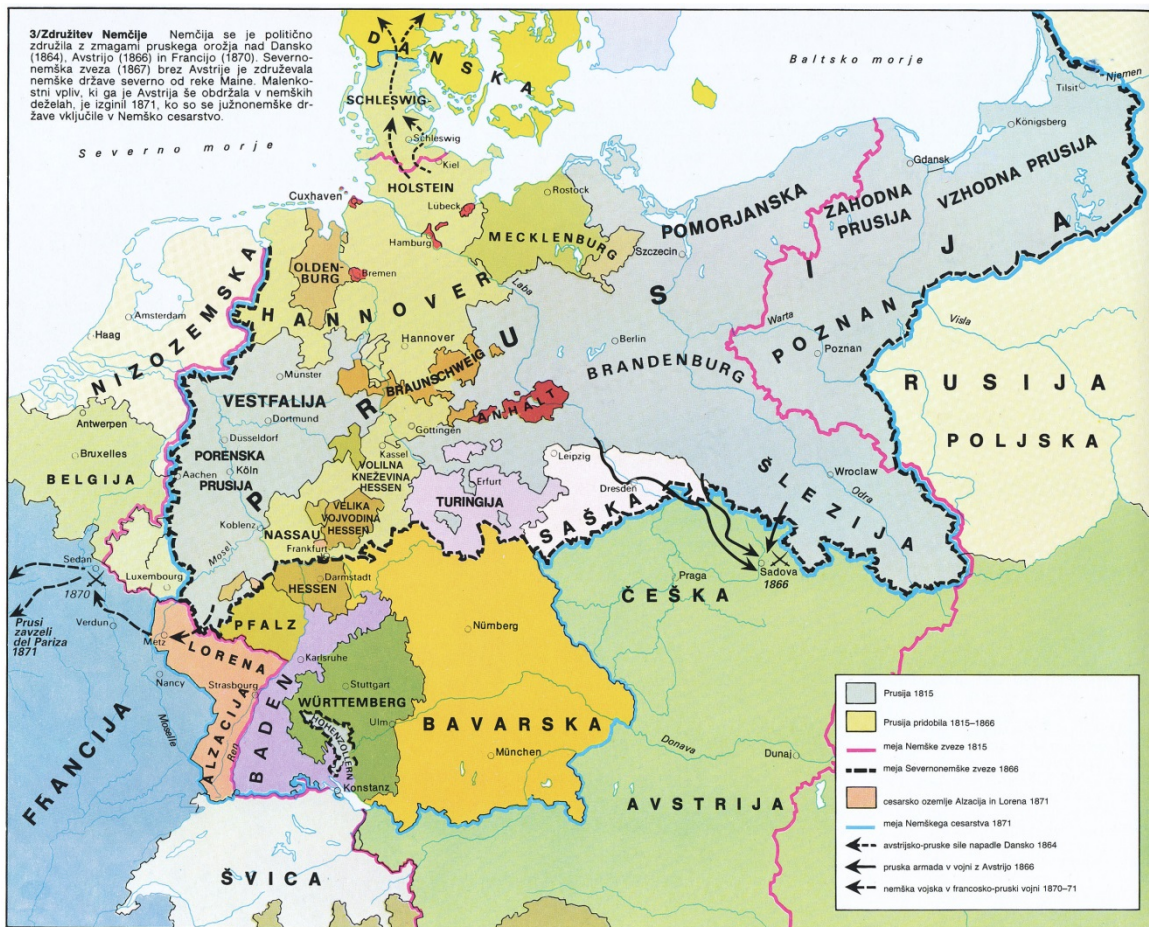 3/Združitev Nemčije Nemčija se je politično
združila z zmagami pruskega orožja nad Dansko
(1864), Avstrijo (1866) in Francijo (1870). Severno-
nemška zveza (1867) brez Avstrije je združevala
nemške države severno od reke Maine. Malenko-
stni vpliv, ki ga je Avstrija še obdržala v nemških
deželah, je izginil 1871, ko so se južnonemške dr-
žave vključile v Nemško cesarstvo.
Severno morje
Baltsko morje
DANSKA
SCHLESWIG-
Schleswig
Kiel
HOLSTEIN
Cuxhaven
Lubeck
Hamburg
Rostock
MECKLENBURG
Szczecin
POMORJANSKA
ZAHODNA
PRUSIJA
VZHODNA PRUSIJA
Gdansk
Königsberg
Tilsit
Njemen
OLDEN-
BURG
Bremen
HANNOVER
Laba
NIZOZEMSKA
Amsterdam
Haag
Hannover
BRAUNSCHWEIG
PRUSIJA
Berlin
BRANDENBURG
Warta
POZNAN
Poznan
Visla
RUSIJA
POLJSKA
Münster
VESTFALIJA
Dortmund
ANHALT
Göttingen
Antwerpen
Bruxelles
BELGIJA
Düsseldorf
PORENSKA
Köln
PRUSIJA
Aachen
Kassel
VOLILNA
KNEŽEVINA
HESSEN
Leipzig
Dresden
SAŠKA
Erfurt
TURINGIJA
Wroclaw
Odra
ŠLEZIJA
Koblenz
Mosel
NASSAU
VELIKA
VOJVODINA
HESSEN
Frankfurt
Darmstadt
HESSEN
Luxembourg
Sedan
1870
Prusi
zavzeli
del Pariza
1871
Verdun
Metz
LORENA
PFALZ
Nancy
Strasbourg
Moselle
ALZACIJA
Ren
FRANCIJA
Karlsruhe
BADEN
Stuttgart
WÜRTTEMBERG
Ulm
HOHENZOLLERN
Konstanz
Nürnberg
BAVARSKA
München
Praga
ČEŠKA
Sadova
1866
Donava
Dunaj
AVSTRIJA
ŠVICA
Prusija 1815
Prusija pridobila 1815–1866
meja Nemške zveze 1815
meja Severnonemške zveze 1866
cesarsko ozemlje Alzacija in Lorena 1871
meja Nemškega cesarstva 1871
avstrijsko-pruske sile napadle Dansko 1864
pruska armada v vojni z Avstrijo 1866
nemška vojska v francosko-pruski vojni 1870–71